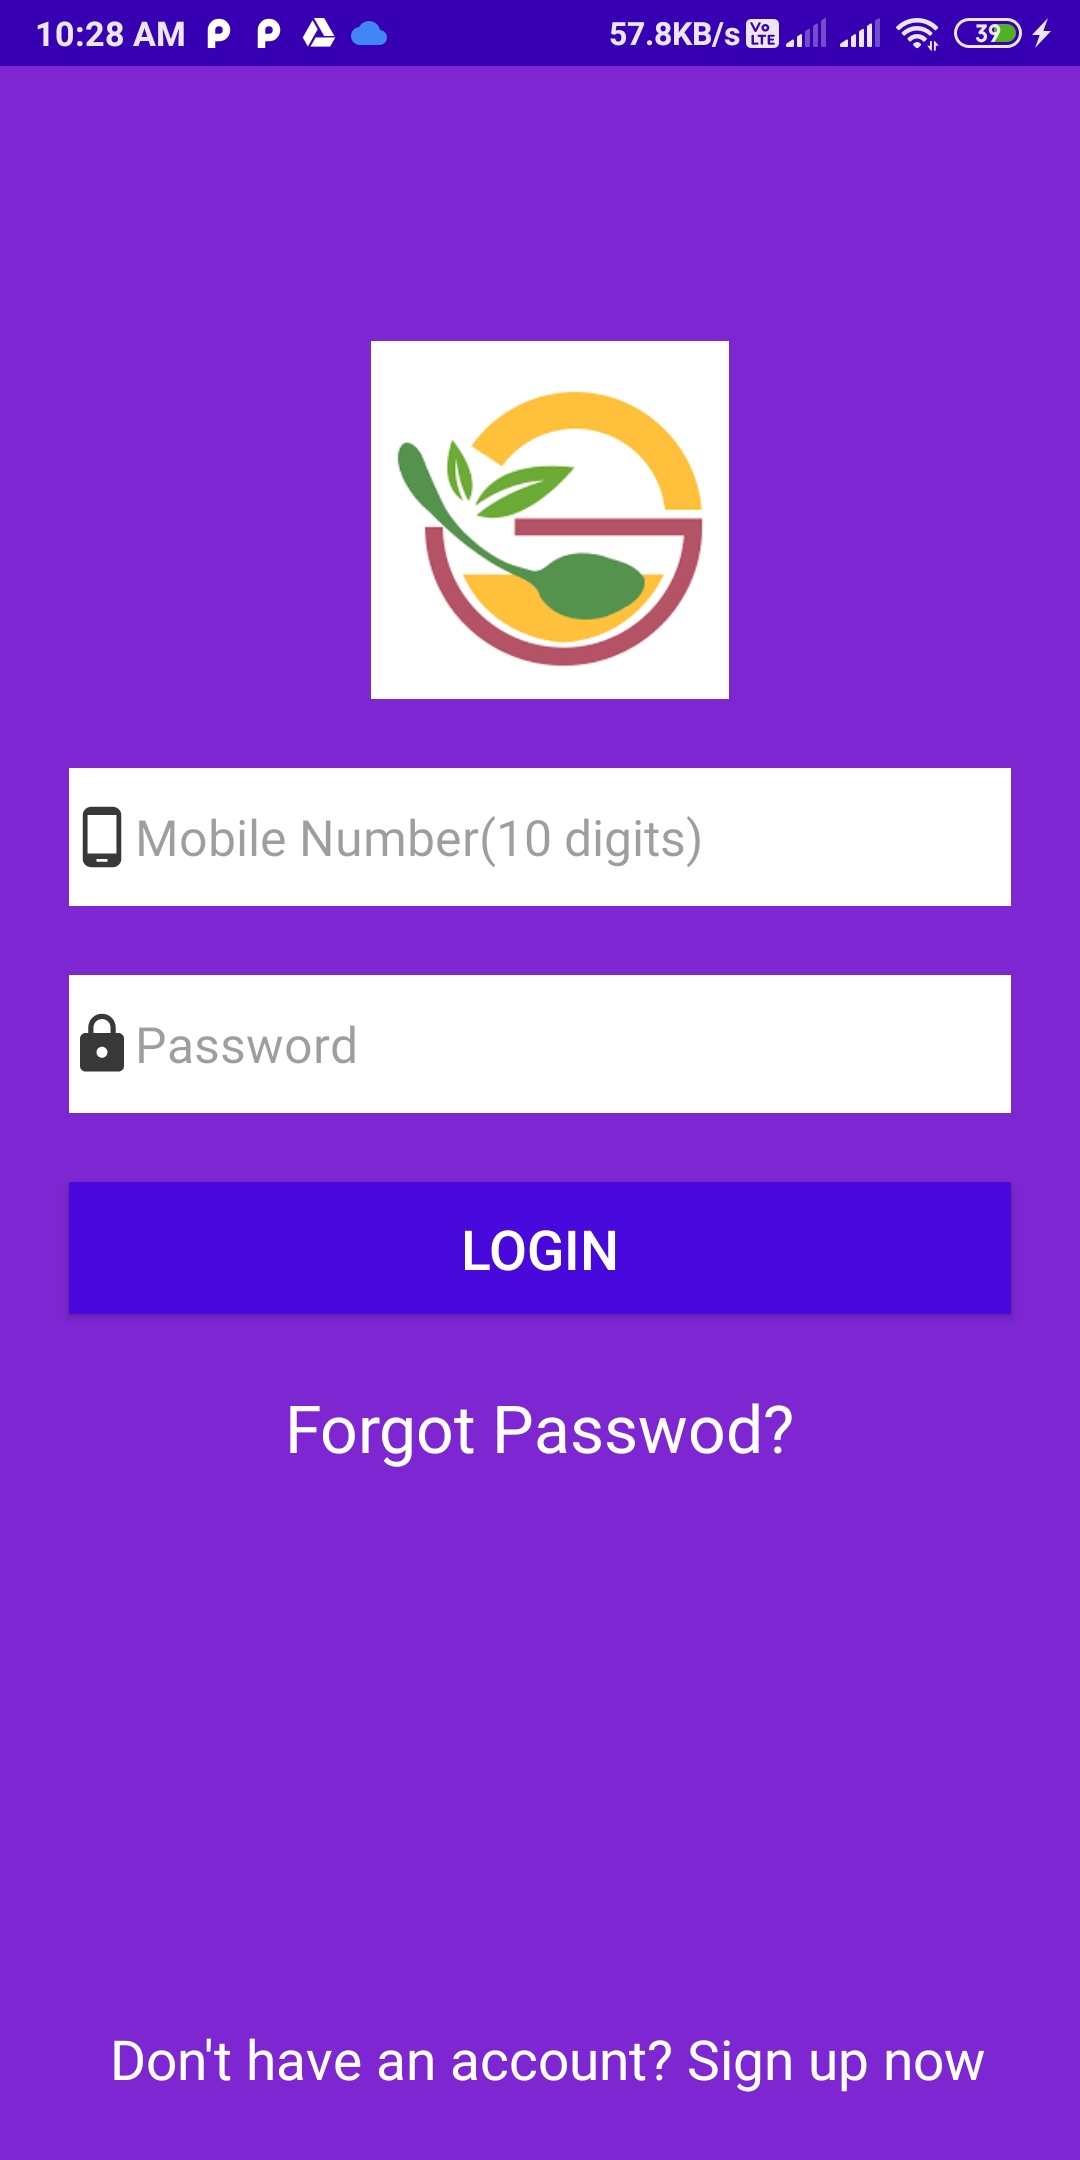 10:28 AM 57.8KB/s Vo LTE 39
Mobile Number(10 digits)
Password
LOGIN
Forgot Passwod?
Don't have an account? Sign up now